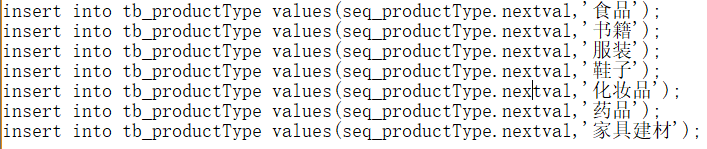 insert into tb_productType values(seq_productType.nextval,'食品');
insert into tb_productType values(seq_productType.nextval,'书籍');
insert into tb_productType values(seq_productType.nextval,'服装');
insert into tb_productType values(seq_productType.nextval,'鞋子');
insert into tb_productType values(seq_productType.nextval,'化妆品');
insert into tb_productType values(seq_productType.nextval,'药品');
insert into tb_productType values(seq_productType.nextval,'家具建材');